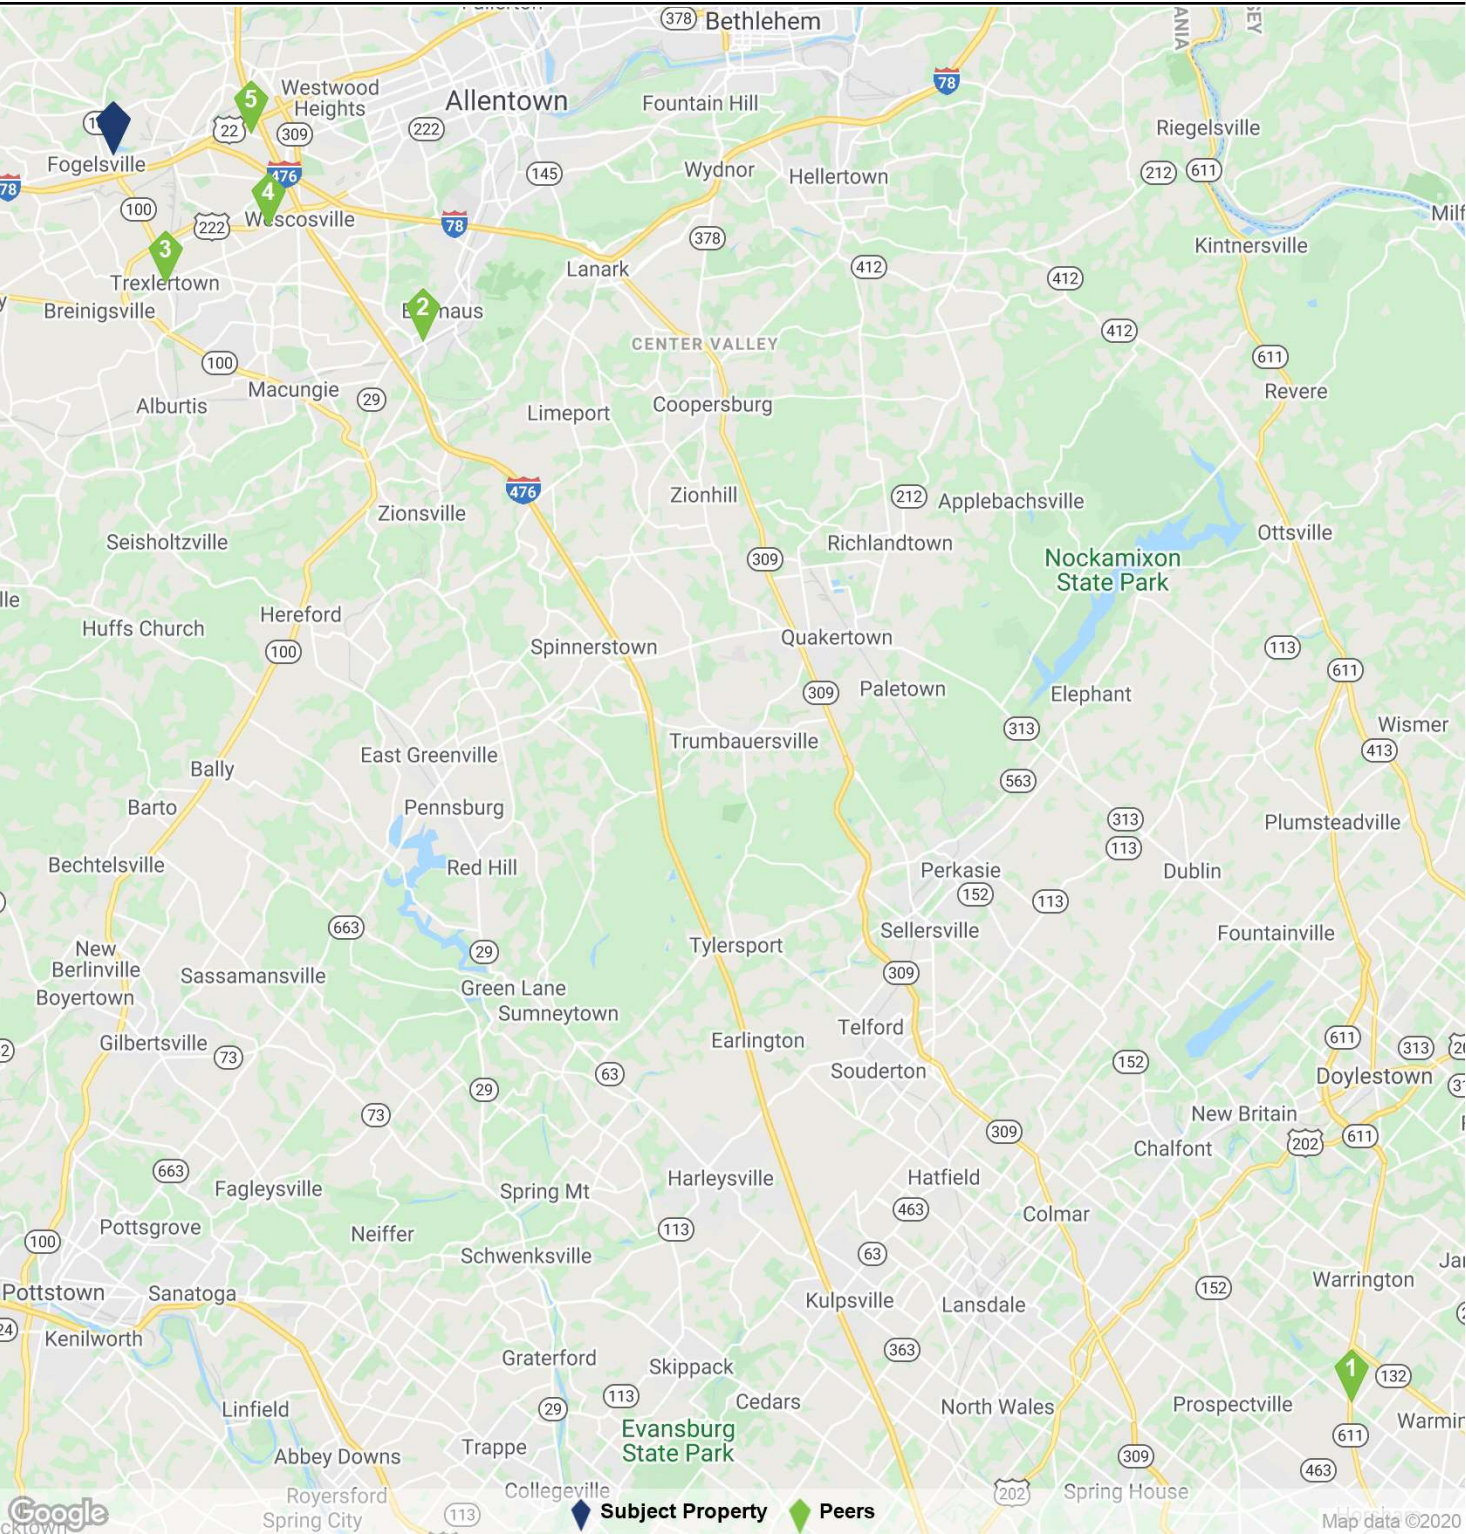 378
Bethlehem
78
Westwood
Heights
5
Allentown
Fountain Hill
22
309
222
Riegelsville
Fogelsville
476
145
Wydnor
Hellertown
212
611
78
4
100
222
Wescosville
78
378
Kintnersville
3
Trexlertown
Lanark
412
412
Breinigsville
2
CENTER VALLEY
412
611
100
Macungie
29
Alburtis
Limeport
Coopersburg
Revere
476
Zionhill
212
Applebachsville
Zionsville
Seisholtzville
309
Richlandtown
Nockamixon
State Park
Ottsville
Hereford
Huffs Church
100
Spinnerstown
Quakertown
113
611
309
Paletown
Elephant
313
Wismer
413
East Greenville
Trumbauersville
563
Bally
Barto
Pennsburg
313
113
Plumsteadville
Bechtelsville
Red Hill
Perkasie
152
113
Dublin
663
Sellersville
Fountainville
New
Berlinville
Boyertown
Sassamansville
29
Tylersport
309
Green Lane
Sumneytown
Gilbertsville
73
Earlington
Telford
Souderton
152
611
313
Doylestown
63
29
73
309
New Britain
Chalfont
202
611
663
Fagleysville
Spring Mt
Harleysville
Hatfield
463
Colmar
Pottsgrove
Neiffer
113
63
100
Schwenksville
Pottstown
Sanatoga
Kulpsville
Lansdale
152
Warrington
Kenilworth
363
Graterford
Skippack
1
132
29
113
Cedars
North Wales
Prospectville
Linfield
Evansburg
State Park
611
Abbey Downs
Trappe
309
463
Collegeville
202
Spring House
Royersford
Spring City
113
Google
Subject Property
Peers
Map data ©2020